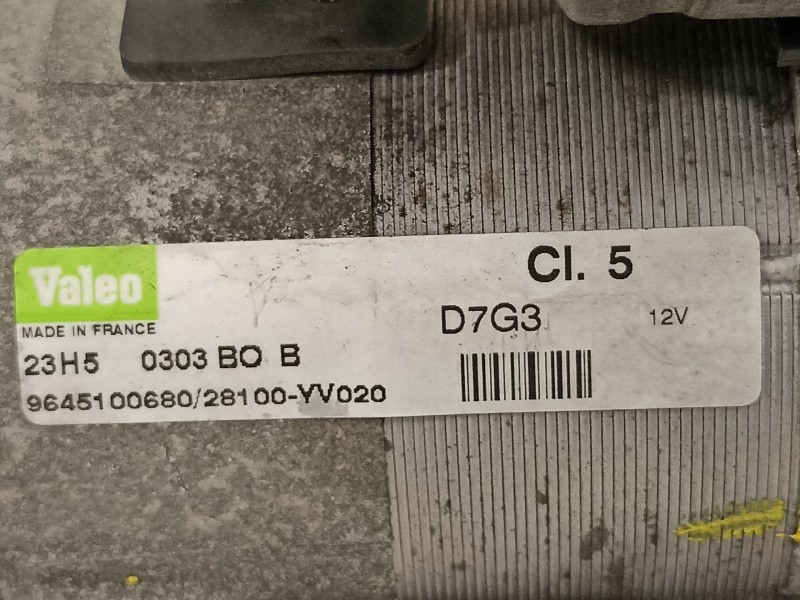 Valeo
MADE IN FRANCE
Cl. 5
D7G3 12V
23H5 0303 BO B
9645100680/28100-YV020